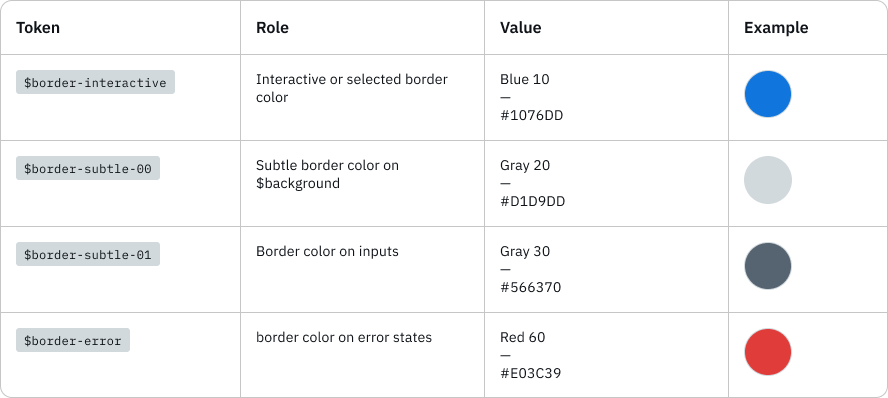 Token Role Value Example
$border-interactive
Interactive or selected border
color
Blue 10
—
#1076DD
$border-subtle-00
Subtle border color on
$background
Gray 20
—
#D1D9DD
$border-subtle-01
Border color on inputs
Gray 30
—
#566370
$border-error
border color on error states
Red 60
—
#E03C39